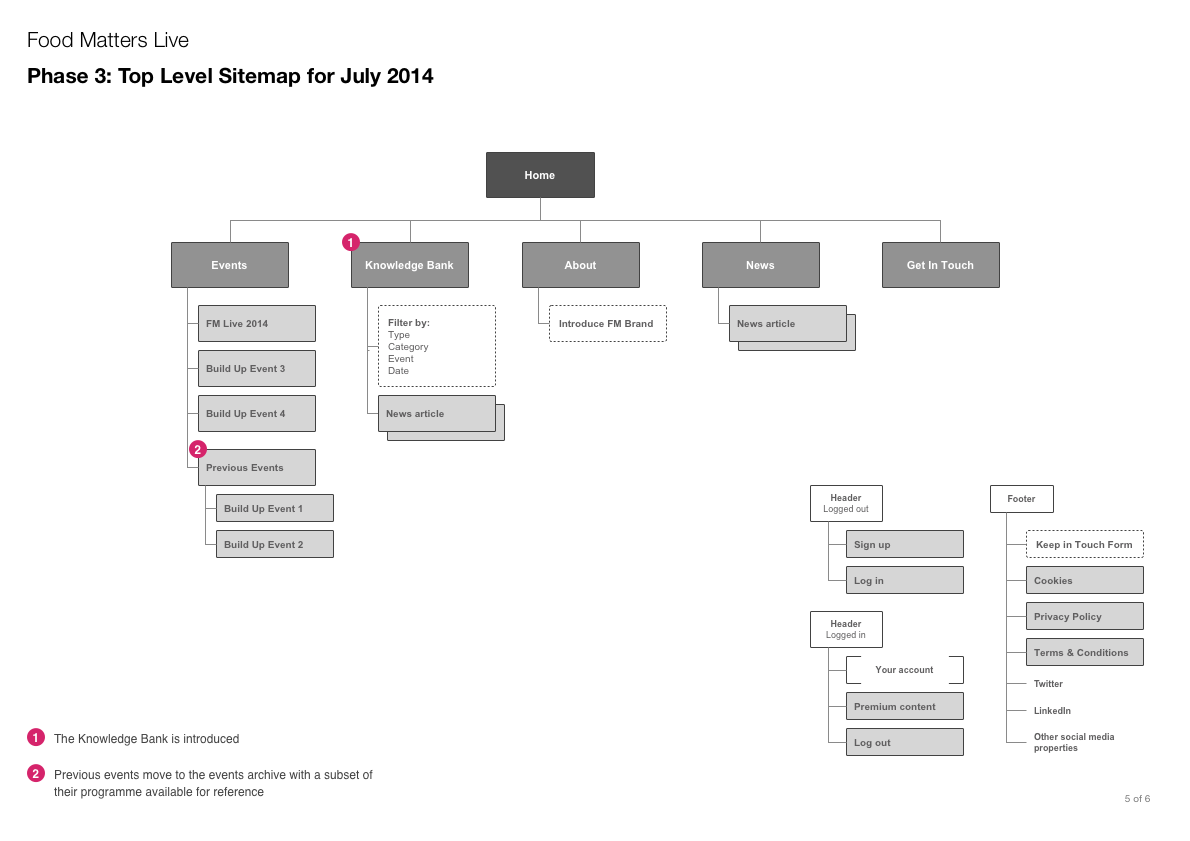 Food Matters Live
Phase 3: Top Level Sitemap for July 2014
Home
Events
1
Knowledge Bank
About
News
Get In Touch
FM Live 2014
Build Up Event 3
Build Up Event 4
2
Previous Events
Build Up Event 1
Build Up Event 2
Filter by:
Type
Category
Event
Date
News article
Introduce FM Brand
News article
Header
Logged out
Sign up
Log in
Header
Logged in
Your account
Premium content
Log out
Footer
Keep in Touch Form
Cookies
Privacy Policy
Terms & Conditions
Twitter
LinkedIn
Other social media
properties
1 The Knowledge Bank is introduced
2 Previous events move to the events archive with a subset of
their programme available for reference
5 of 6